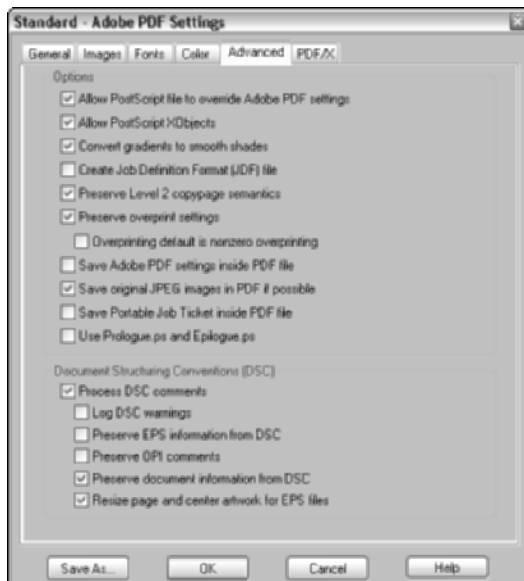 Standard - Adobe PDF Settings
General Images Fonts Color Advanced PDF/X
Options
Allow PostScript file to override Adobe PDF settings
Allow PostScript XObjects
Convert gradients to smooth shades
Create Job Definition Format (JDF) file
Preserve Level 2 copypage semantics
Preserve overprint settings
Overprinting default is nonzero overprinting
Save Adobe PDF settings inside PDF file
Save original JPEG images in PDF if possible
Save Portable Job Ticket inside PDF file
Use Prologue.ps and Epilogue.ps
Document Structuring Conventions (DSC)
Process DSC comments
Log DSC warnings
Preserve EPS information from DSC
Preserve OPI comments
Preserve document information from DSC
Resize page and center artwork for EPS files
Save As... OK Cancel Help